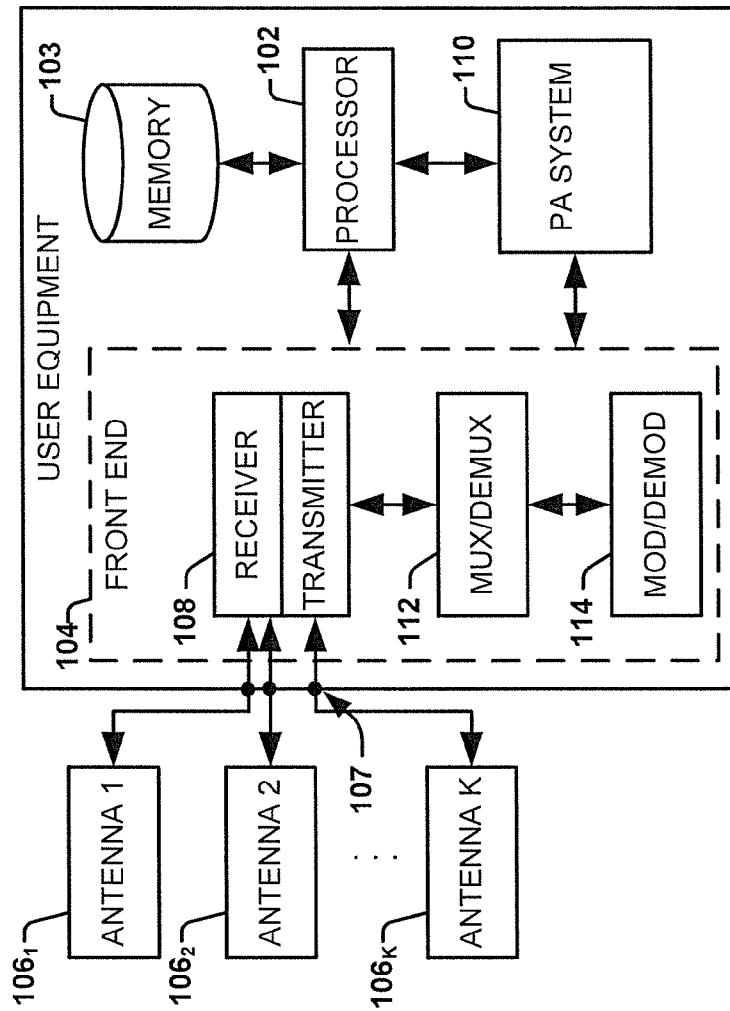 USER EQUIPMENT
104
FRONT END
106₁
ANTENNA 1
108
RECEIVER
TRANSMITTER
103
MEMORY
106₂
ANTENNA 2
112
MUX/DEMUX
102
PROCESSOR
. . .
107
106ₖ
ANTENNA K
114
MOD/DEMOD
110
PA SYSTEM